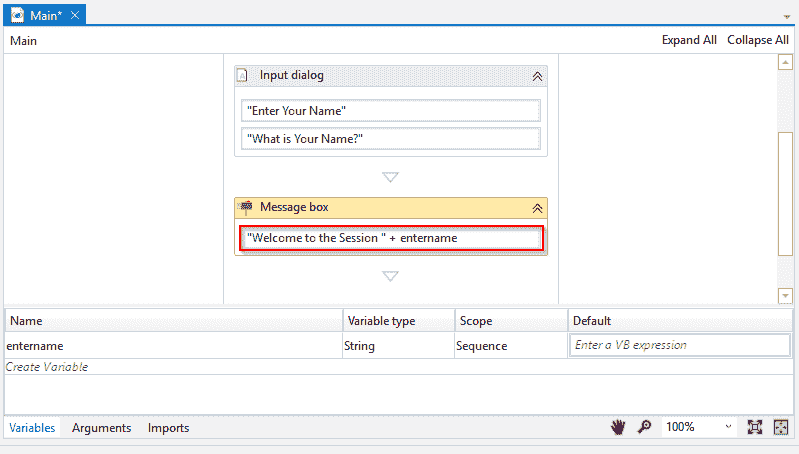 Main*
Main Expand All Collapse All
Input dialog
"Enter Your Name"
"What is Your Name?"
Message box
"Welcome to the Session " + entername
Name Variable type Scope Default
entername String Sequence Enter a VB expression
Create Variable
Variables Arguments Imports 100%